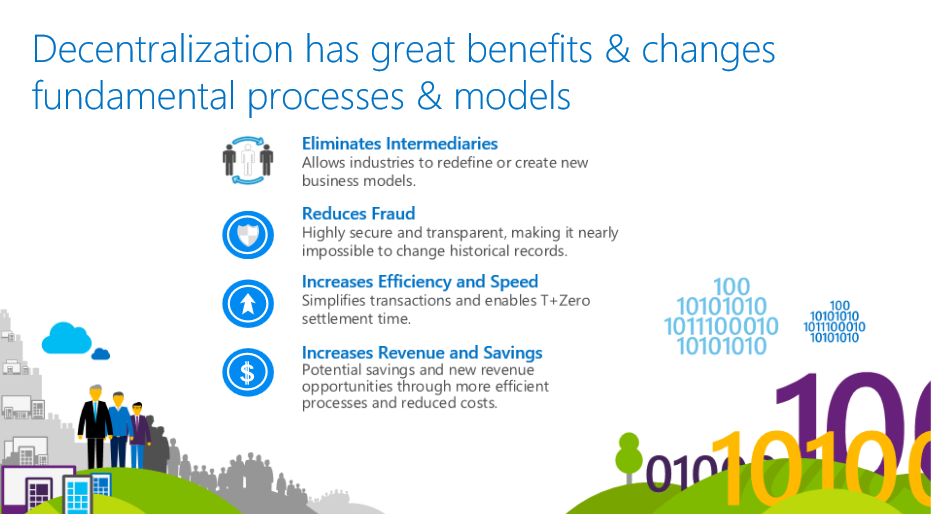 Decentralization has great benefits & changes
fundamental processes & models
Eliminates Intermediaries
Allows industries to redefine or create new
business models.
Reduces Fraud
Highly secure and transparent, making it nearly
impossible to change historical records.
Increases Efficiency and Speed
Simplifies transactions and enables T+Zero
settlement time.
$
Increases Revenue and Savings
Potential savings and new revenue
opportunities through more efficient
processes and reduced costs.
100
10101010
1011100010
10101010
100
10101010
1011100010
10101010
100
0100
10100